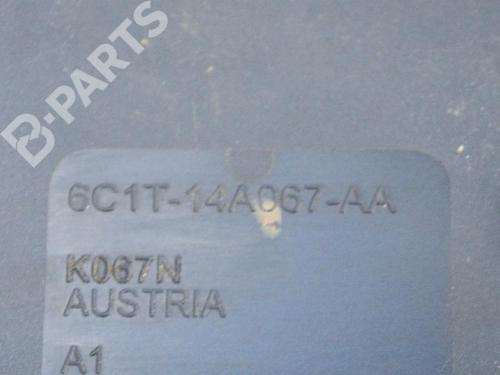 B-PARTS
6C1T-14A067-AA
K067N
AUSTRIA
A1